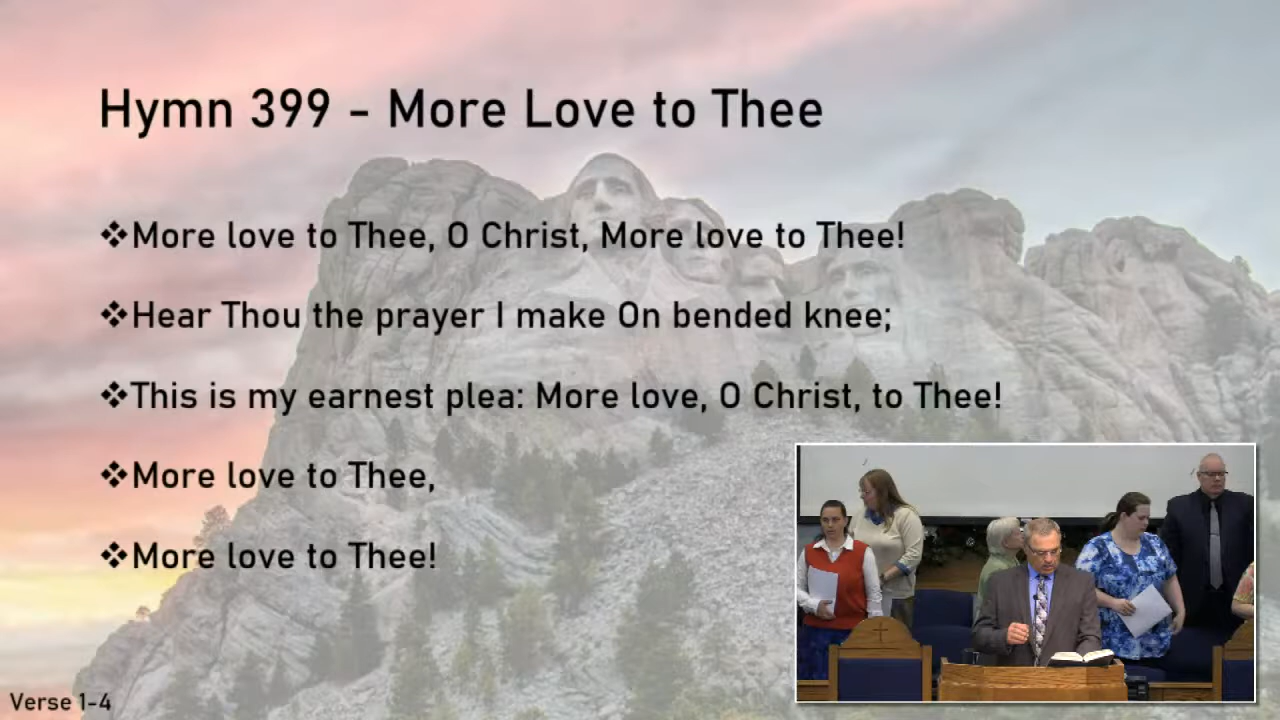 Hymn 399 - More Love to Thee
❖More love to Thee, O Christ, More love to Thee!
❖Hear Thou the prayer I make On bended knee;
❖This is my earnest plea: More love, O Christ, to Thee!
❖More love to Thee,
❖More love to Thee!
Verse 1-4